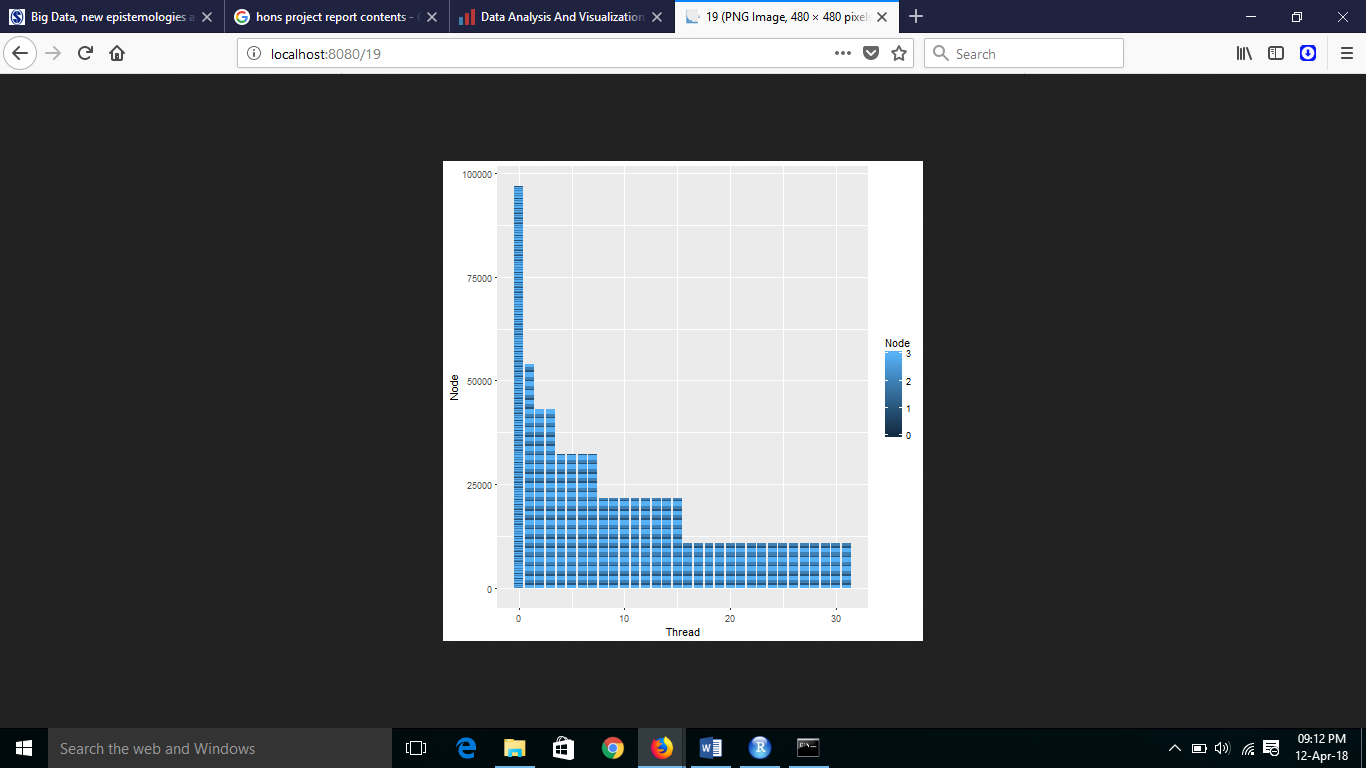 Big Data, new epistemologies a
hons project report contents - G
Data Analysis And Visualization
19 (PNG Image, 480 × 480 pixels
localhost:8080/19
Search
100000
75000
50000
25000
0
Node
0 10 20 30
Thread
Node
3
2
1
0
Search the web and Windows
09:12 PM
12-Apr-18